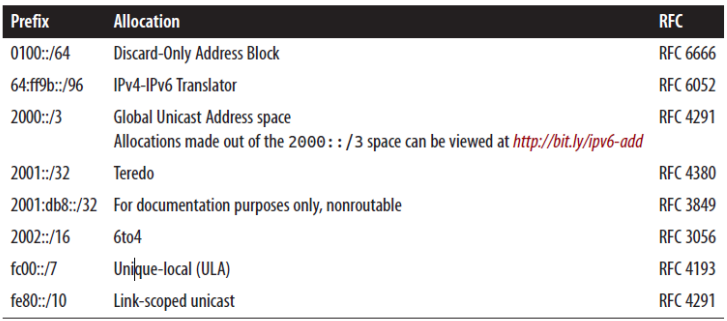 Prefix Allocation RFC
0100::/64 Discard-Only Address Block RFC 6666
64:ff9b::/96 IPv4-IPv6 Translator RFC 6052
2000::/3 Global Unicast Address space RFC 4291
Allocations made out of the 2000::/3 space can be viewed at http://bit.ly/ipv6-add
2001::/32 Teredo RFC 4380
2001:db8::/32 For documentation purposes only, nonroutable RFC 3849
2002::/16 6to4 RFC 3056
fc00::/7 Unique-local (ULA) RFC 4193
fe80::/10 Link-scoped unicast RFC 4291